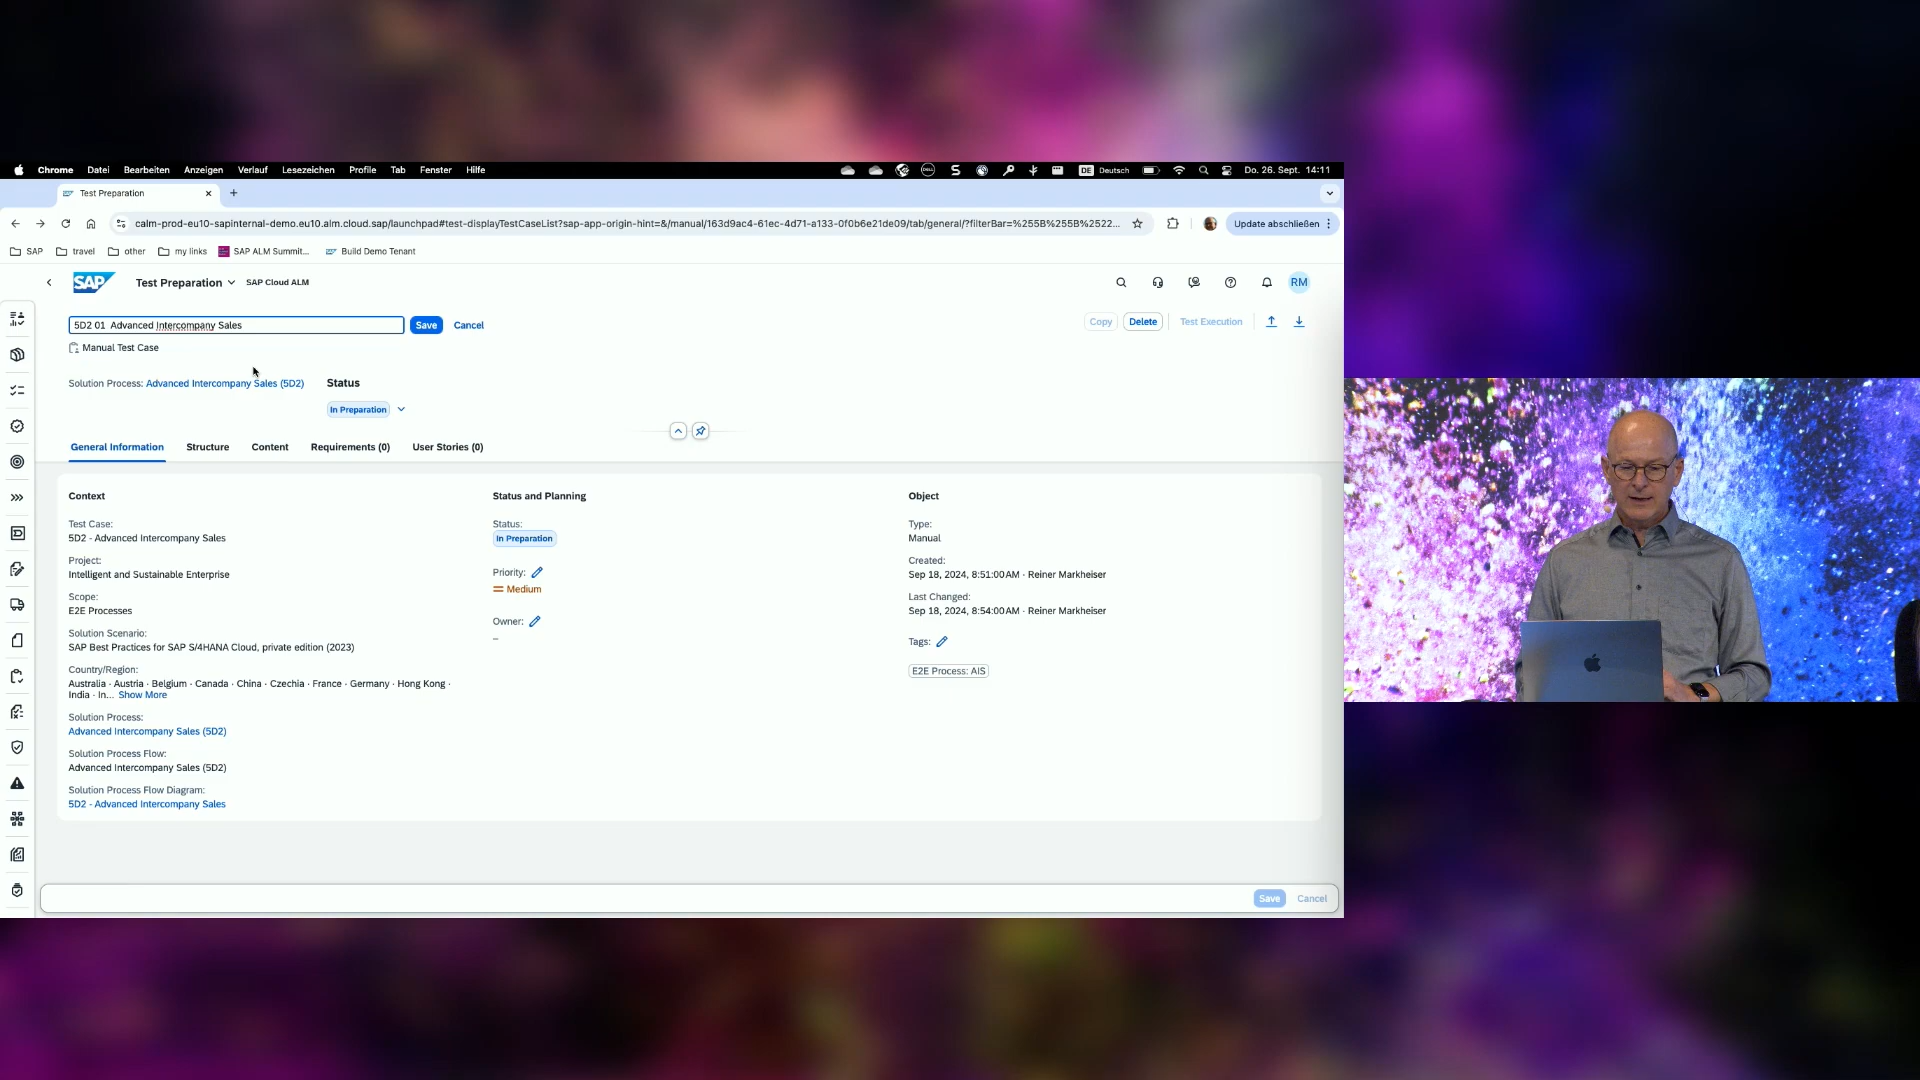 Chrome Datei Bearbeiten Anzeigen Verlauf Lesezeichen Profile Tab Fenster Hilfe DE Deutsch Do. 26. Sept. 14:11
Test Preparation
calm-prod-eu10-sapinternal-demo.eu10.alm.cloud.sap/launchpad#test-displayTestCaseList?sap-app-origin-hint=&/manual/163d9ac4-61ec-4d71-a133-0f0b6e21de09/tab/general/?filterBar=%255B%255B%2522... Update abschließen
SAP travel other my links SAP ALM Summit... Build Demo Tenant
SAP Test Preparation SAP Cloud ALM RM
5D2 01 Advanced Intercompany Sales Save Cancel Copy Delete Test Execution
Manual Test Case
Solution Process: Advanced Intercompany Sales (5D2) Status
In Preparation
General Information Structure Content Requirements (0) User Stories (0)
Context Status and Planning Object
Test Case: Status: Type:
5D2 - Advanced Intercompany Sales In Preparation Manual
Project: Priority: Created:
Intelligent and Sustainable Enterprise Medium Sep 18, 2024, 8:51:00 AM · Reiner Markheiser
Scope: Owner: Last Changed:
E2E Processes – Sep 18, 2024, 8:54:00 AM · Reiner Markheiser
Solution Scenario: Tags:
SAP Best Practices for SAP S/4HANA Cloud, private edition (2023)
Country/Region: E2E Process: AIS
Australia · Austria · Belgium · Canada · China · Czechia · France · Germany · Hong Kong ·
India · In... Show More
Solution Process:
Advanced Intercompany Sales (5D2)
Solution Process Flow:
Advanced Intercompany Sales (5D2)
Solution Process Flow Diagram:
5D2 - Advanced Intercompany Sales
Save Cancel